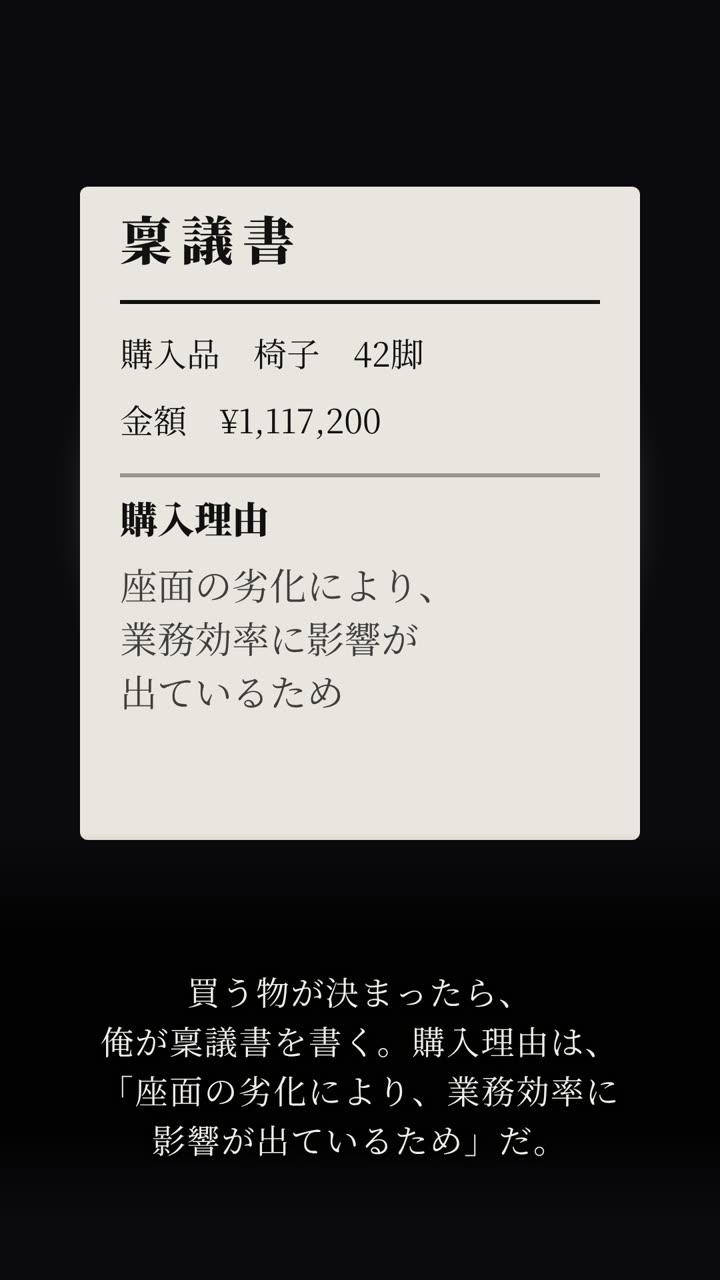 稟議書
購入品　椅子　42脚
金額　¥1,117,200
購入理由
座面の劣化により、
業務効率に影響が
出ているため
買う物が決まったら、
俺が稟議書を書く。購入理由は、
「座面の劣化により、業務効率に
影響が出ているため」だ。